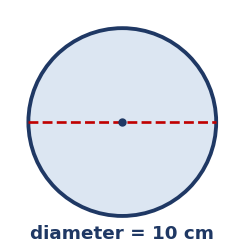 diameter = 10 cm